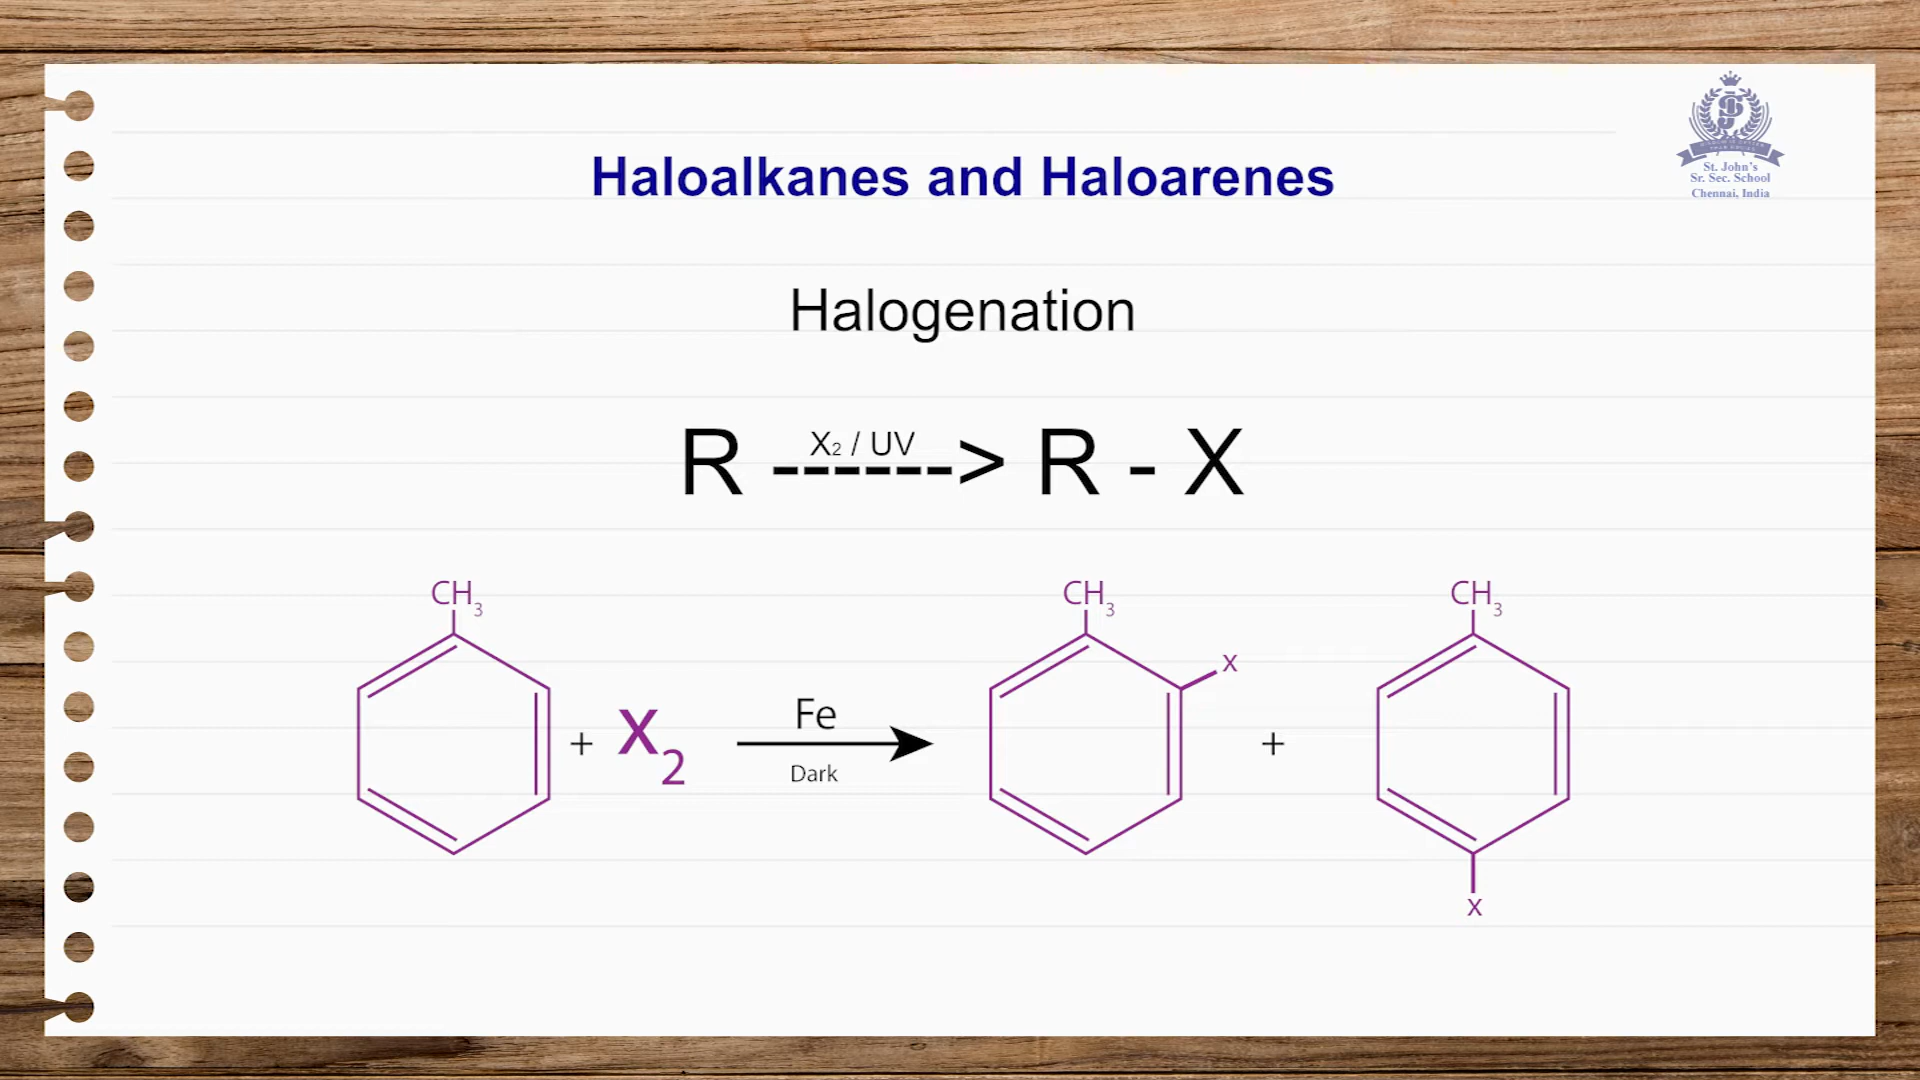 St. John's
Sr. Sec. School
Chennai, India
Haloalkanes and Haloarenes
Halogenation
R ------> R - X
X₂ / UV
CH₃ CH₃ CH₃
X
+ X₂ Fe +
Dark
X